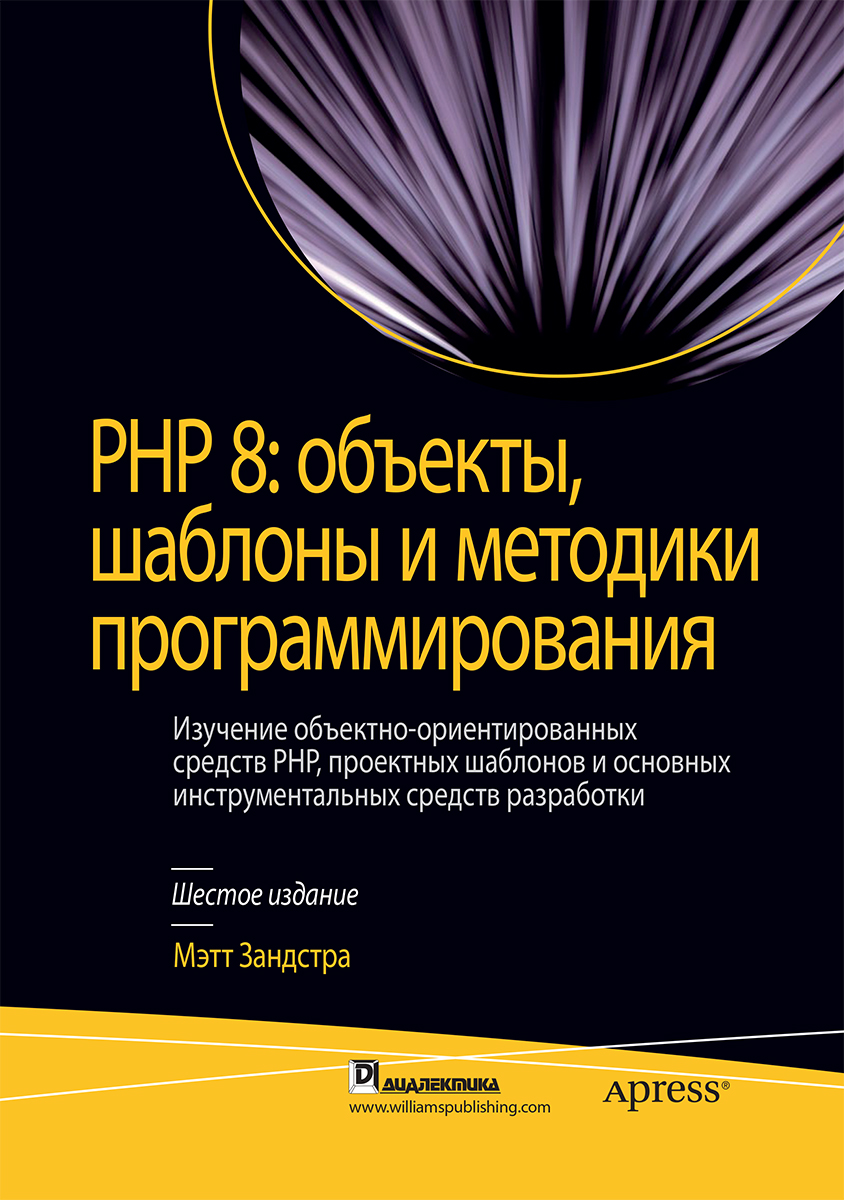 PHP 8: объекты,
шаблоны и методики
программирования
Изучение объектно-ориентированных
средств PHP, проектных шаблонов и основных
инструментальных средств разработки
Шестое издание
Мэтт Зандстра
ДИАЛЕКТИКА
www.williamspublishing.com
Apress®